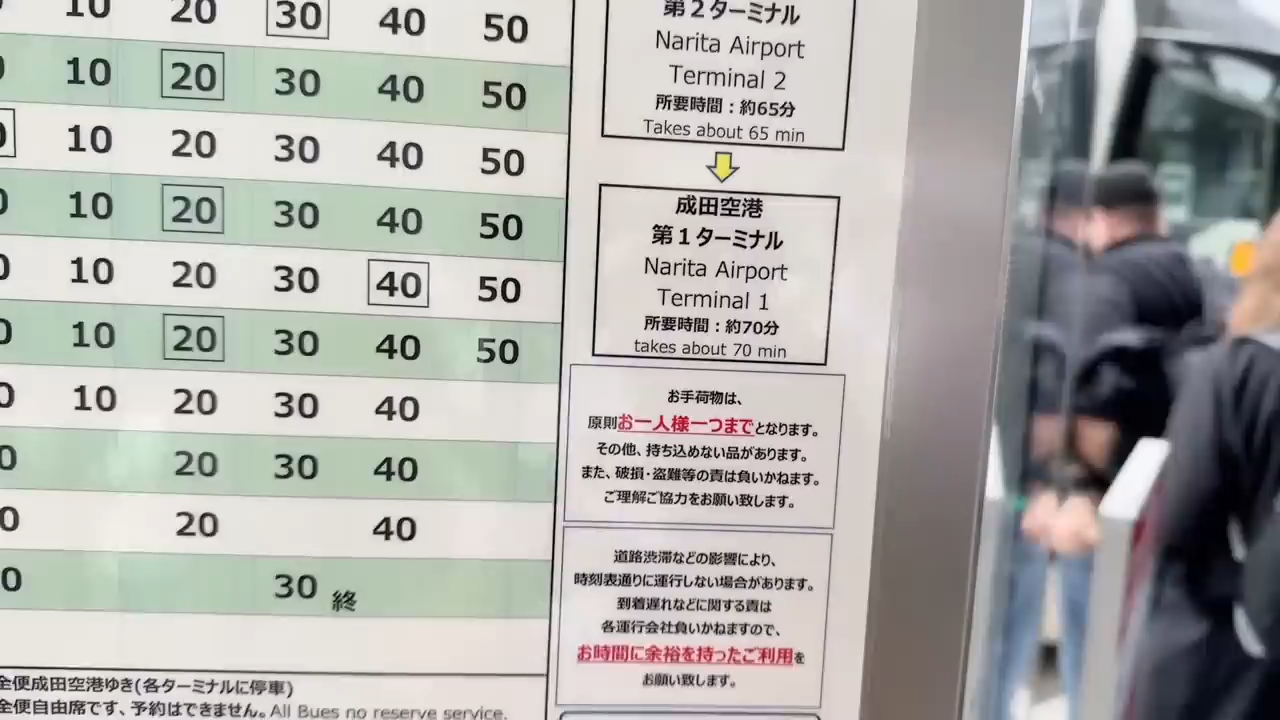 10 20 30 40 50
10 20 30 40 50
10 20 30 40 50
10 20 30 40 50
10 20 30 40 50
10 20 30 40 50
10 20 30 40
20 30 40
20 40
30 終
全便成田空港ゆき(各ターミナルに停車)
全便自由席です、予約はできません。All Bues no reserve service.
第2ターミナル
Narita Airport
Terminal 2
所要時間：約65分
Takes about 65 min
成田空港
第1ターミナル
Narita Airport
Terminal 1
所要時間：約70分
takes about 70 min
お手荷物は、
原則お一人様一つまでとなります。
その他、持ち込めない品があります。
また、破損・盗難等の責は負いかねます。
ご理解ご協力をお願い致します。
道路渋滞などの影響により、
時刻表通りに運行しない場合があります。
到着遅れなどに関する責は
各運行会社負いかねますので、
お時間に余裕を持ったご利用を
お願い致します。